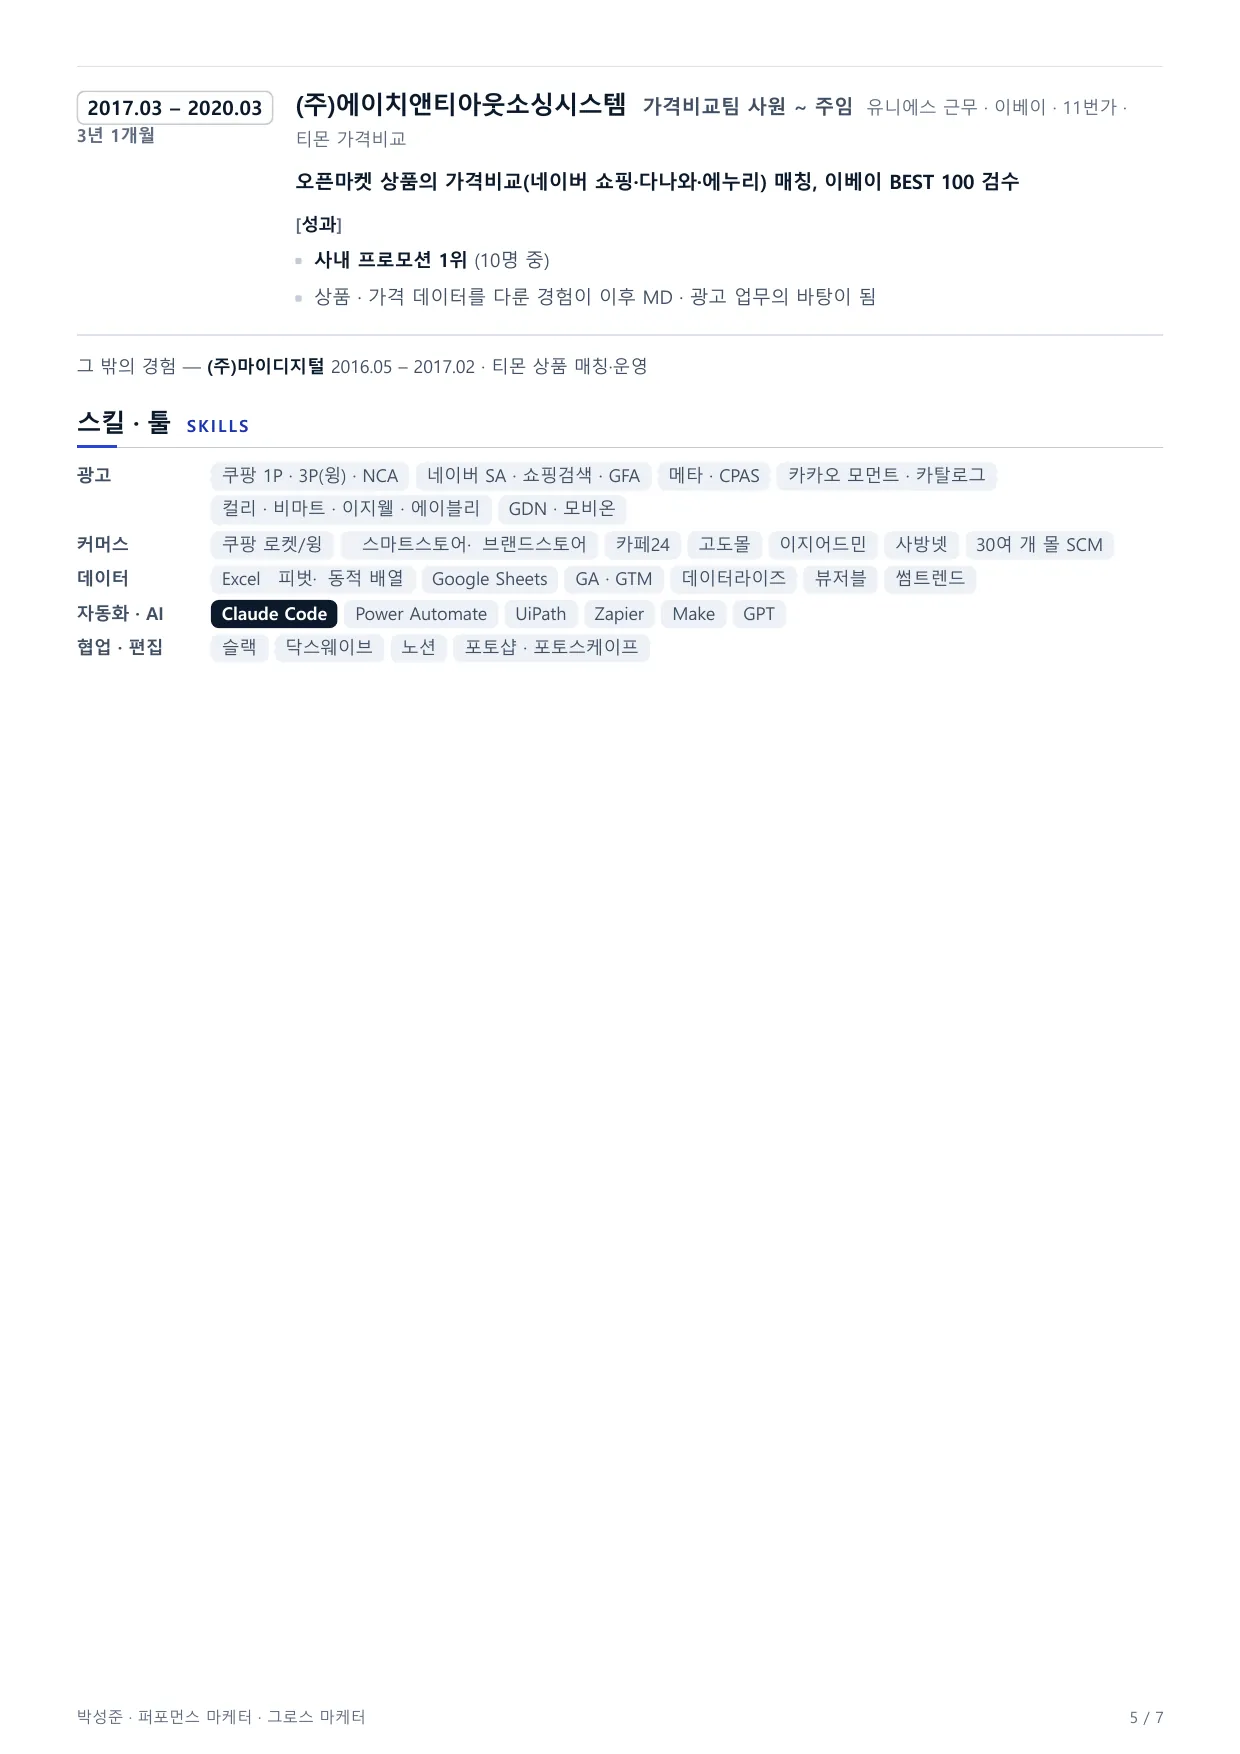 2017.03 – 2020.03
3년 1개월
(주)에이치앤티아웃소싱시스템 가격비교팀 사원 ~ 주임 유니에스 근무 · 이베이 · 11번가 ·
티몬 가격비교
오픈마켓 상품의 가격비교(네이버 쇼핑·다나와·에누리) 매칭, 이베이 BEST 100 검수
[성과]
사내 프로모션 1위 (10명 중)
상품 · 가격 데이터를 다룬 경험이 이후 MD · 광고 업무의 바탕이 됨
그 밖의 경험 — (주)마이디지털 2016.05 – 2017.02 · 티몬 상품 매칭·운영
스킬 · 툴 SKILLS
광고 쿠팡 1P · 3P(윙) · NCA 네이버 SA · 쇼핑검색 · GFA 메타 · CPAS 카카오 모먼트 · 카탈로그
컬리 · 비마트 · 이지웰 · 에이블리 GDN · 모비온
커머스 쿠팡 로켓/윙 스마트스토어· 브랜드스토어 카페24 고도몰 이지어드민 사방넷 30여 개 몰 SCM
데이터 Excel 피벗· 동적 배열 Google Sheets GA · GTM 데이터라이즈 뷰저블 썸트렌드
자동화 · AI Claude Code Power Automate UiPath Zapier Make GPT
협업 · 편집 슬랙 닥스웨이브 노션 포토샵 · 포토스케이프
박성준 · 퍼포먼스 마케터 · 그로스 마케터
5 / 7